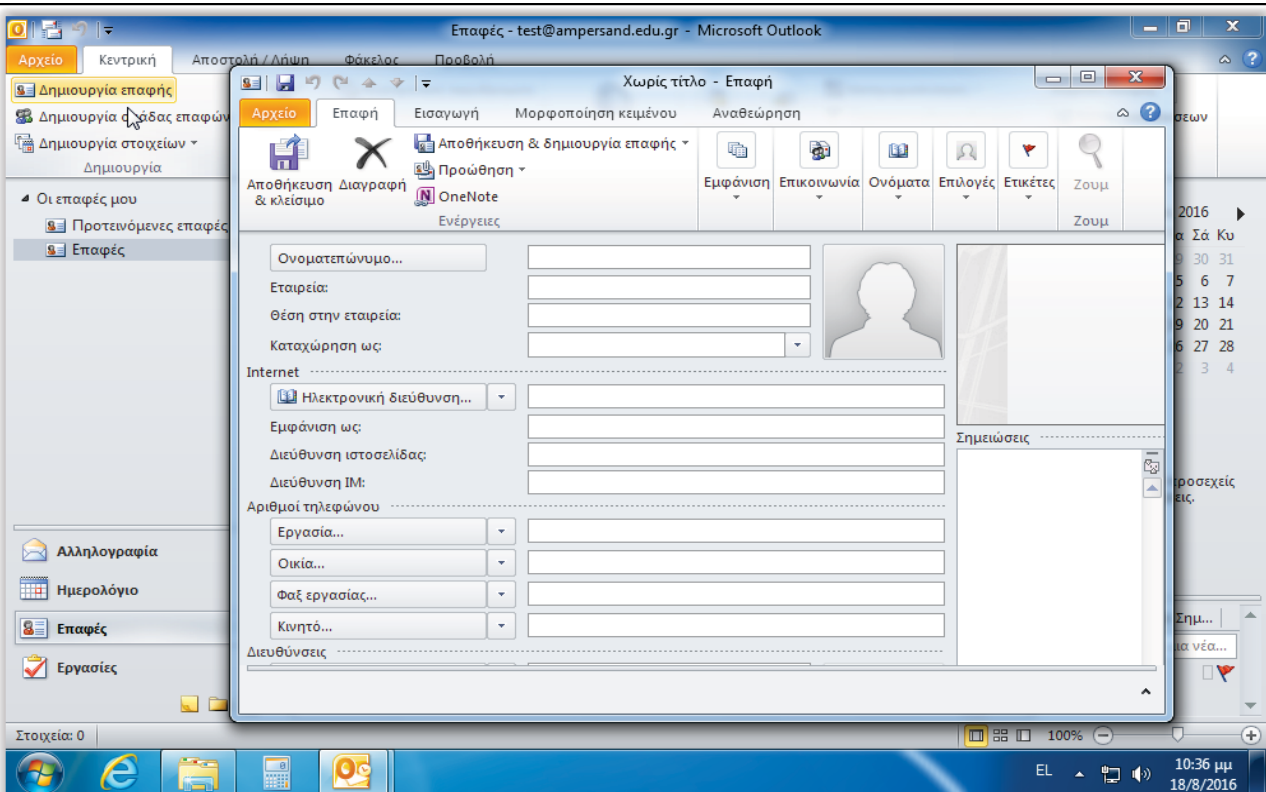 Επαφές - test@ampersand.edu.gr - Microsoft Outlook
Αρχείο Κεντρική Αποστολή / Λήψη Φάκελος Προβολή
Δημιουργία επαφής
Δημιουργία ομάδας επαφών
Δημιουργία στοιχείων
Δημιουργία
Οι επαφές μου
Προτεινόμενες επαφές
Επαφές
Αλληλογραφία
Ημερολόγιο
Επαφές
Εργασίες
Χωρίς τίτλο - Επαφή
Αρχείο Επαφή Εισαγωγή Μορφοποίηση κειμένου Αναθεώρηση
Αποθήκευση & κλείσιμο
Διαγραφή
Αποθήκευση & δημιουργία επαφής
Προώθηση
OneNote
Ενέργειες
Εμφάνιση Επικοινωνία Ονόματα Επιλογές Ετικέτες Ζουμ
Ζουμ
Ονοματεπώνυμο...
Εταιρεία:
Θέση στην εταιρεία:
Καταχώρηση ως:
Internet
Ηλεκτρονική διεύθυνση...
Εμφάνιση ως:
Διεύθυνση ιστοσελίδας:
Διεύθυνση IM:
Αριθμοί τηλεφώνου
Εργασία...
Οικία...
Φαξ εργασίας...
Κινητό...
Διευθύνσεις
Σημειώσεις
σεων
2016
α Σά Κυ
9 30 31
5 6 7
2 13 14
9 20 21
6 27 28
2 3 4
ροσεχείς
εις.
Σημ...
ια νέα...
Στοιχεία: 0
100%
EL
10:36 μμ
18/8/2016